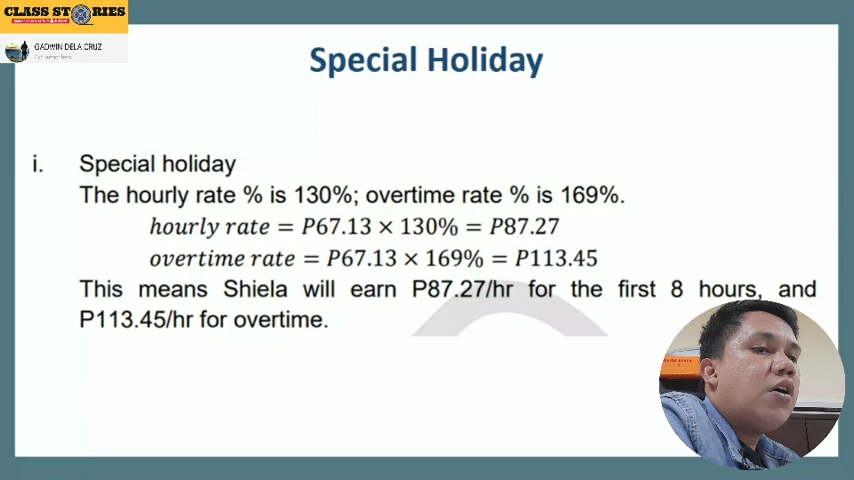 CLASS STORIES
GADWIN DELA CRUZ
Special Holiday
i. Special holiday
The hourly rate % is 130%; overtime rate % is 169%.
hourly rate = P67.13 × 130% = P87.27
overtime rate = P67.13 × 169% = P113.45
This means Shiela will earn P87.27/hr for the first 8 hours, and
P113.45/hr for overtime.